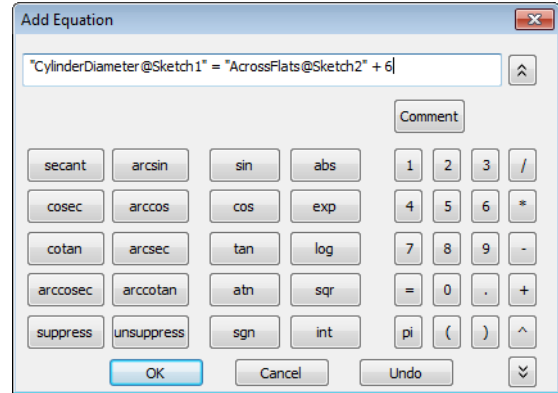 Add Equation
"CylinderDiameter@Sketch1" = "AcrossFlats@Sketch2" + 6
Comment
secant arcsin sin abs 1 2 3 /
cosec arccos cos exp 4 5 6 *
cotan arcsec tan log 7 8 9 -
arccosec arccotan atn sqr = 0 . +
suppress unsuppress sgn int pi ( ) ^
OK Cancel Undo